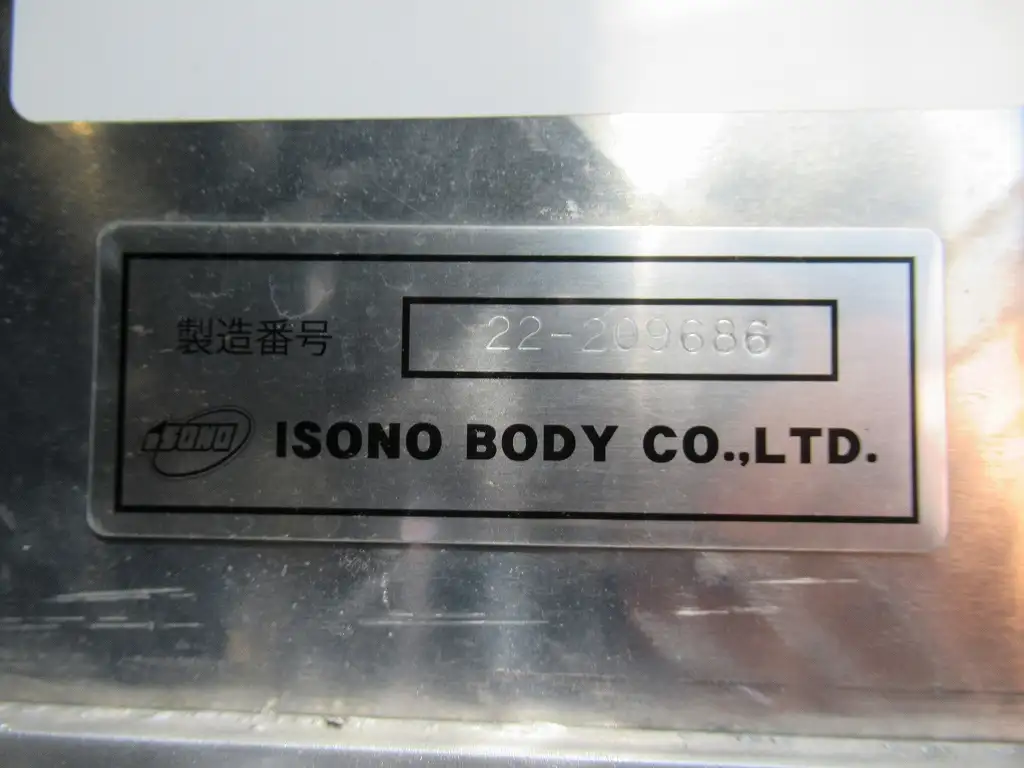 製造番号 22-209686
iSONO ISONO BODY CO.,LTD.